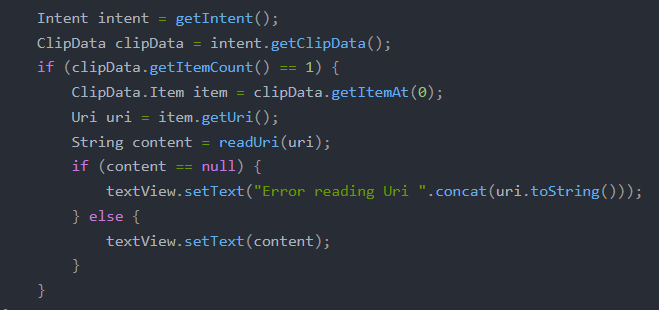 Intent intent = getIntent();
ClipData clipData = intent.getClipData();
if (clipData.getItemCount() == 1) {
    ClipData.Item item = clipData.getItemAt(0);
    Uri uri = item.getUri();
    String content = readUri(uri);
    if (content == null) {
        textView.setText("Error reading Uri ".concat(uri.toString()));
    } else {
        textView.setText(content);
    }
}